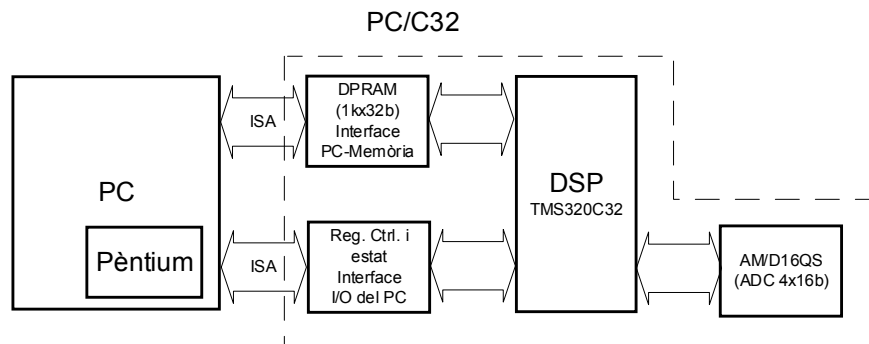 PC/C32
DPRAM
(1kx32b)
Interface
PC-Memòria
ISA
PC
DSP
TMS320C32
Pèntium
ISA
Reg. Ctrl. i
estat
Interface
I/O del PC
AM/D16QS
(ADC 4x16b)